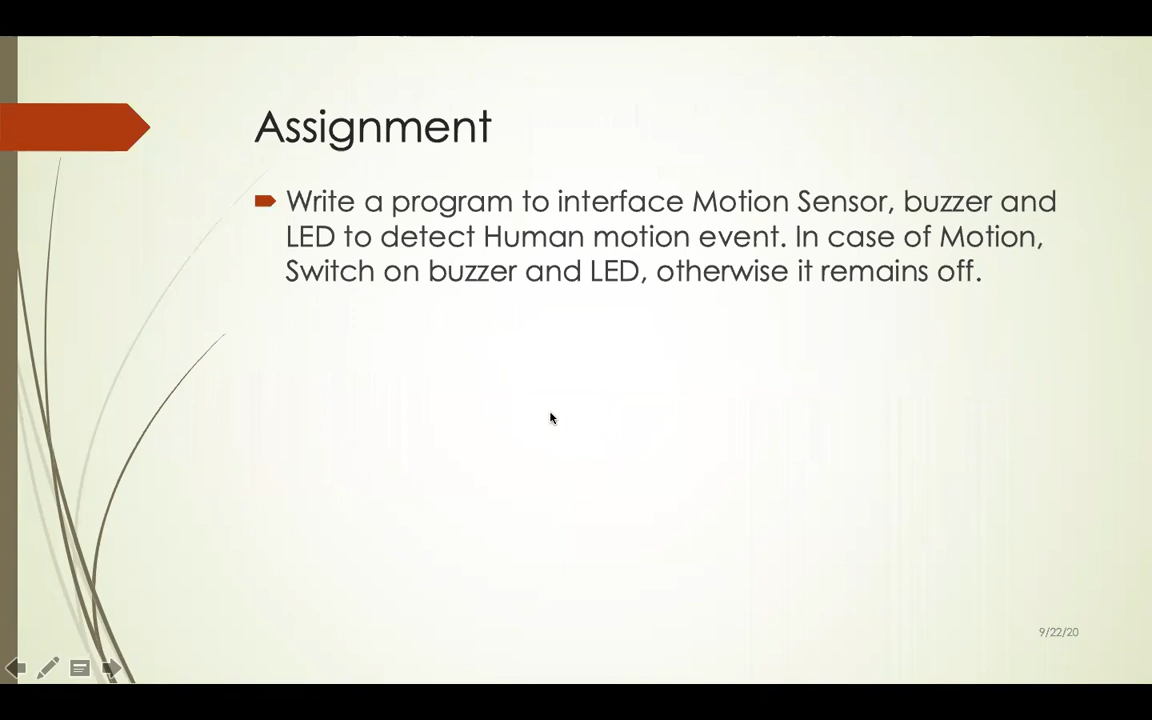 Assignment
Write a program to interface Motion Sensor, buzzer and
LED to detect Human motion event. In case of Motion,
Switch on buzzer and LED, otherwise it remains off.
9/22/20